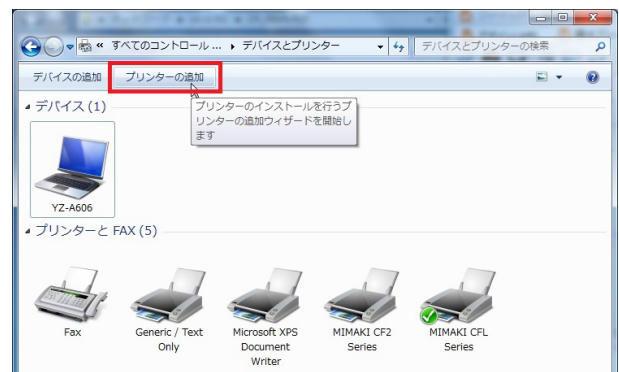 « すべてのコントロール ... ▸ デバイスとプリンター
デバイスとプリンターの検索
デバイスの追加 プリンターの追加
プリンターのインストールを行うプ
リンターの追加ウィザードを開始し
ます
デバイス (1)
YZ-A606
プリンターと FAX (5)
Fax
Generic / Text
Only
Microsoft XPS
Document
Writer
MIMAKI CF2
Series
MIMAKI CFL
Series